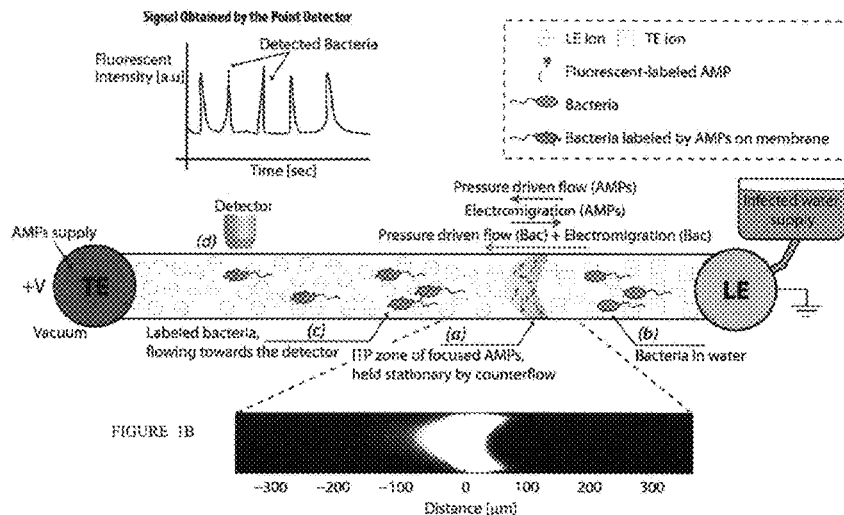 Signal Obtained by the Point Detector
Fluorescent
Intensity [a.u]
Detected Bacteria
Time [sec]
LE ion
TE ion
Fluorescent-labeled AMP
Bacteria
Bacteria labeled by AMPs on membrane
Pressure driven flow (AMPs)
Electromigration (AMPs)
Pressure driven flow (Bac) + Electromigration (Bac)
Infected water
supply
Detector
(d)
AMPs supply
+V
TE
Vacuum
LE
Labeled bacteria,
flowing towards the detector
(c)
(a)
ITP zone of focused AMPs,
held stationary by counterflow
(b)
Bacteria in water
FIGURE 1B
−300
−200
−100
0
100
200
300
Distance [μm]